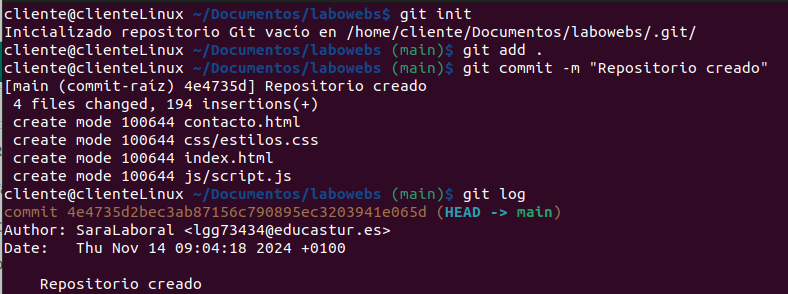 cliente@clienteLinux ~/Documentos/labowebs$ git init
Inicializado repositorio Git vacío en /home/cliente/Documentos/labowebs/.git/
cliente@clienteLinux ~/Documentos/labowebs (main)$ git add .
cliente@clienteLinux ~/Documentos/labowebs (main)$ git commit -m "Repositorio creado"
[main (commit-raíz) 4e4735d] Repositorio creado
 4 files changed, 194 insertions(+)
 create mode 100644 contacto.html
 create mode 100644 css/estilos.css
 create mode 100644 index.html
 create mode 100644 js/script.js
cliente@clienteLinux ~/Documentos/labowebs (main)$ git log
commit 4e4735d2bec3ab87156c790895ec3203941e065d (HEAD -> main)
Author: SaraLaboral <lgg73434@educastur.es>
Date:   Thu Nov 14 09:04:18 2024 +0100
    Repositorio creado